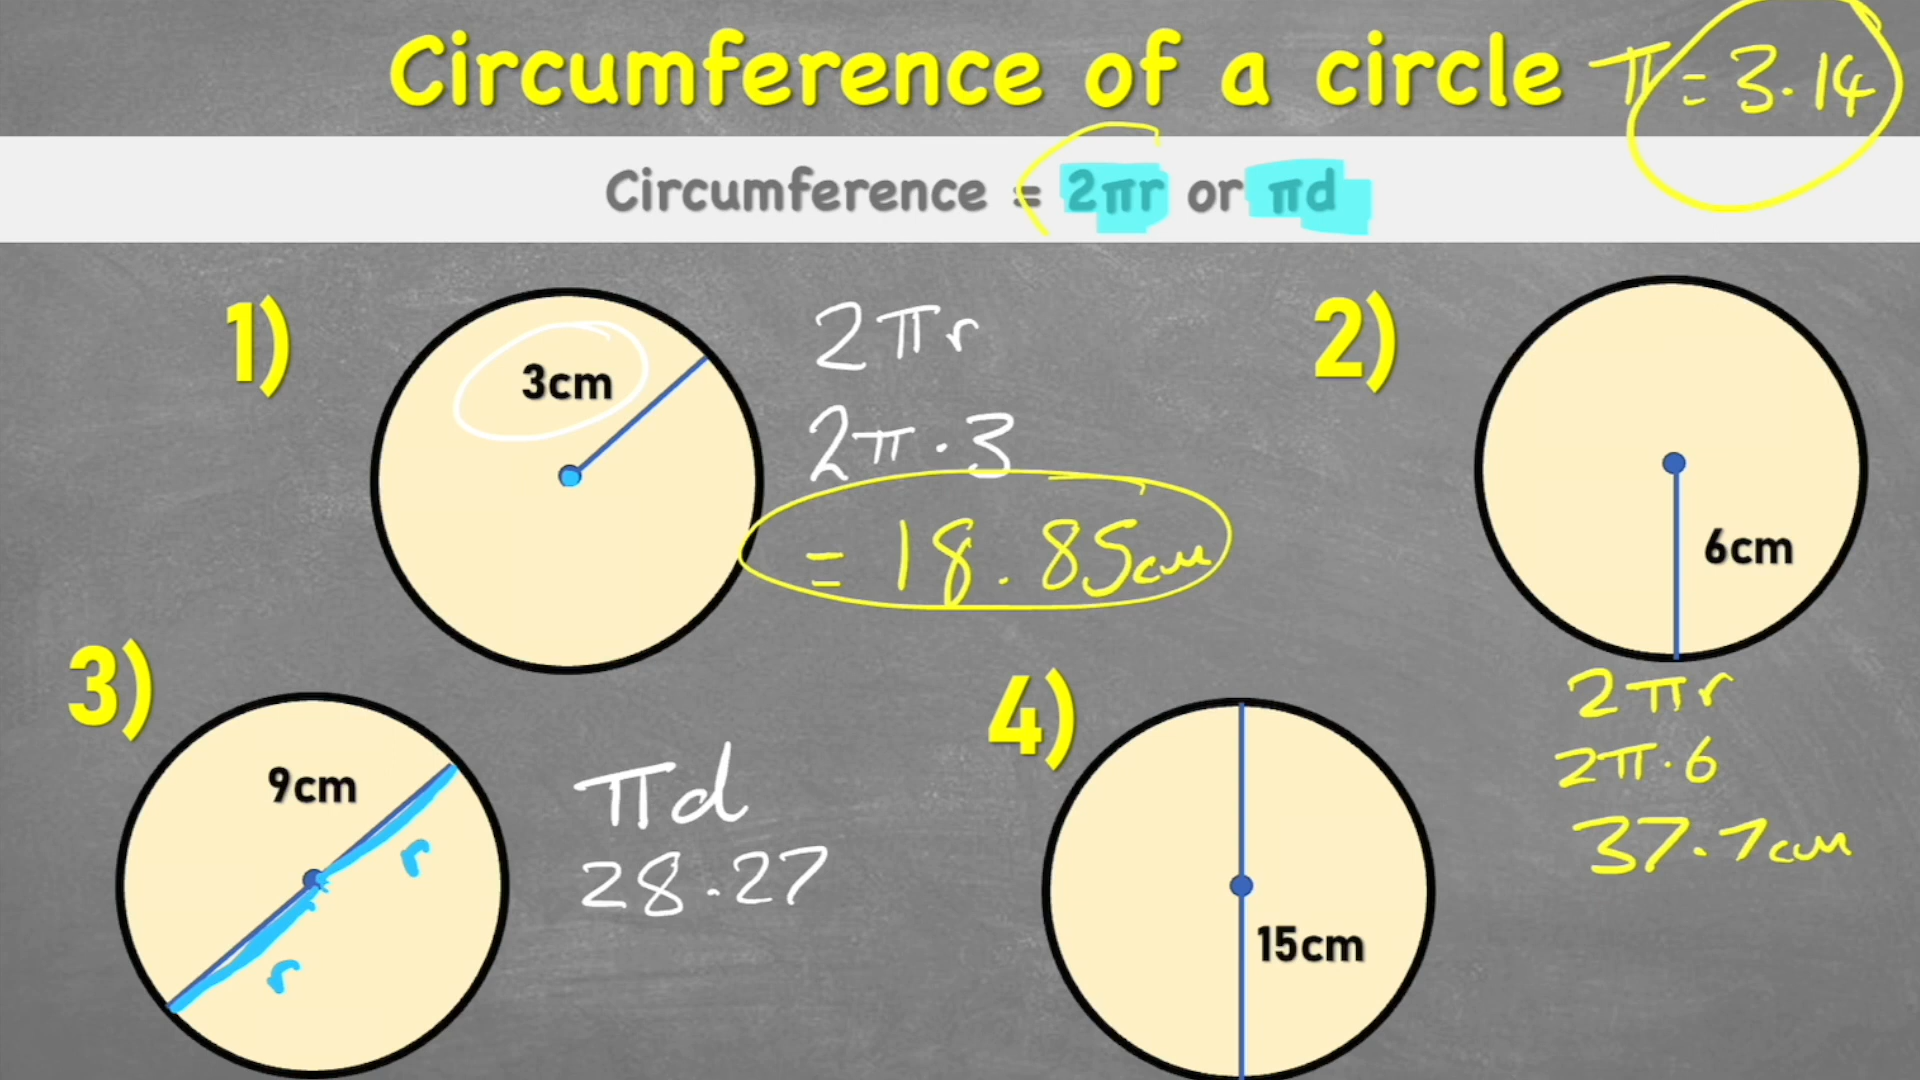 Circumference of a circle π = 3.14
Circumference = 2πr or πd
1)
3cm
2πr
2π·3
= 18.85cm
2)
6cm
2πr
2π·6
37.7cm
3)
9cm
r
r
πd
28.27
4)
15cm